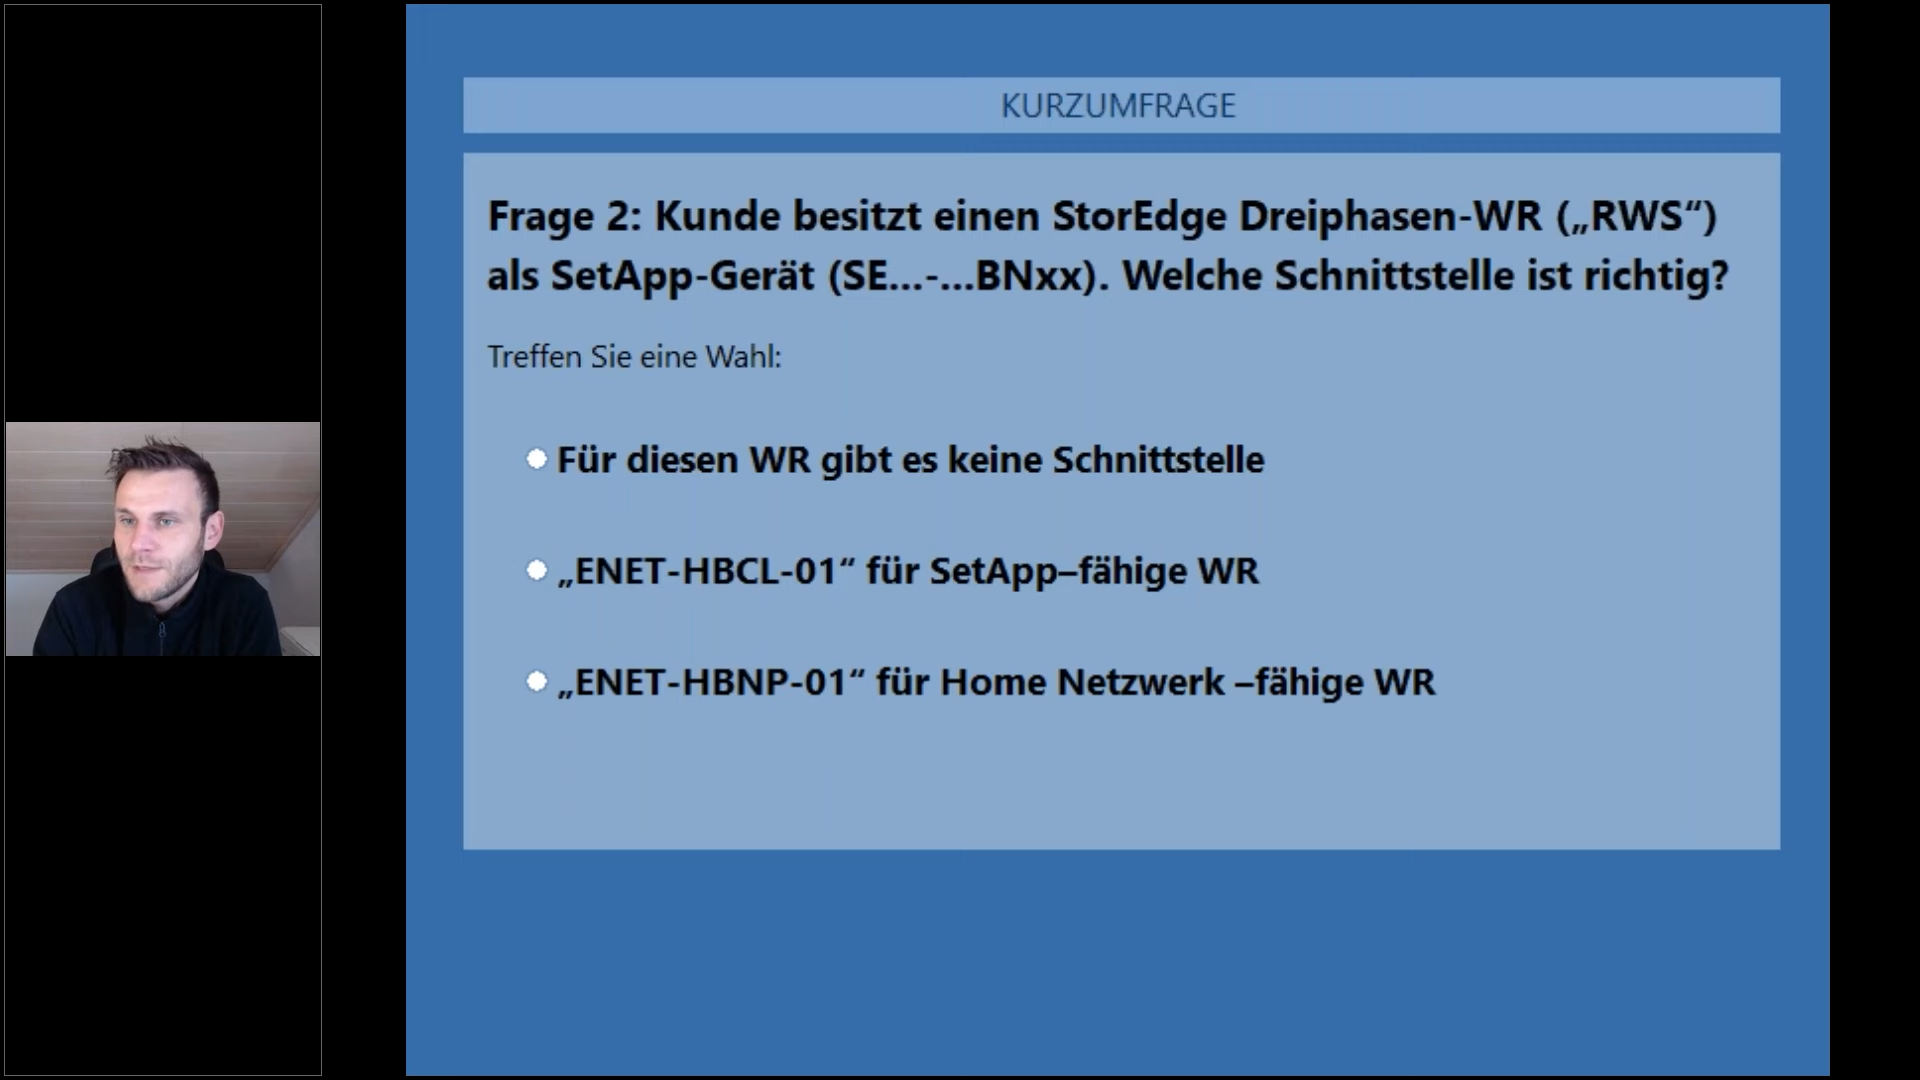 KURZUMFRAGE
Frage 2: Kunde besitzt einen StorEdge Dreiphasen-WR („RWS“)
als SetApp-Gerät (SE...-...BNxx). Welche Schnittstelle ist richtig?
Treffen Sie eine Wahl:
Für diesen WR gibt es keine Schnittstelle
„ENET-HBCL-01“ für SetApp–fähige WR
„ENET-HBNP-01“ für Home Netzwerk –fähige WR